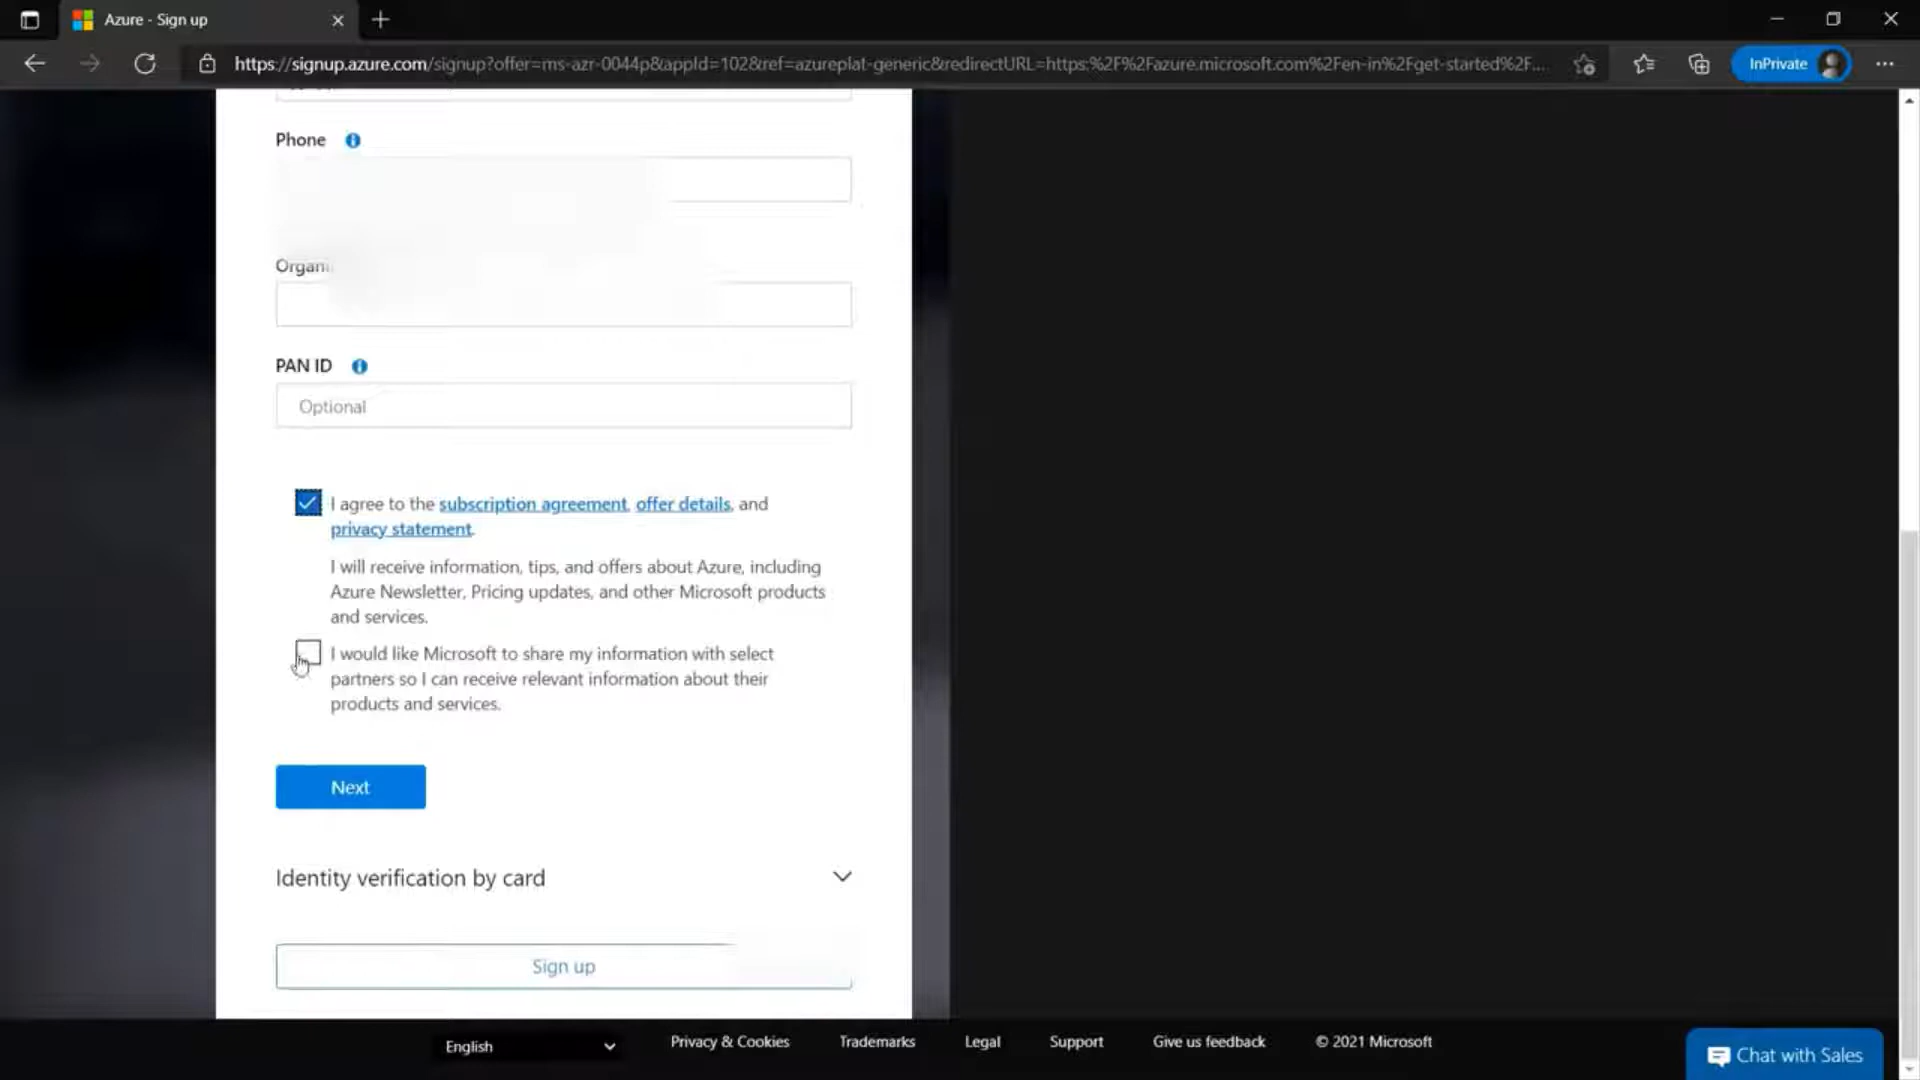 Azure - Sign up
https://signup.azure.com/signup?offer=ms-azr-0044p&appId=102&ref=azureplat-generic&redirectURL=https:%2F%2Fazure.microsoft.com%2Fen-in%2Fget-started%2F...
InPrivate
Phone
Organi
PAN ID
Optional
I agree to the subscription agreement, offer details, and
privacy statement.
I will receive information, tips, and offers about Azure, including
Azure Newsletter, Pricing updates, and other Microsoft products
and services.
I would like Microsoft to share my information with select
partners so I can receive relevant information about their
products and services.
Next
Identity verification by card
Sign up
English
Privacy & Cookies
Trademarks
Legal
Support
Give us feedback
© 2021 Microsoft
Chat with Sales